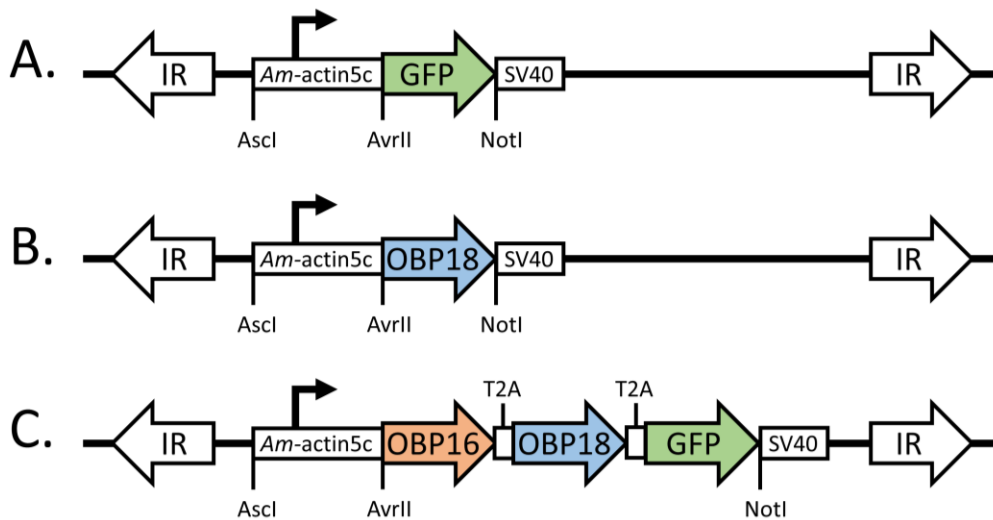 A. IR Am-actin5c GFP SV40 IR
AscI AvrII NotI
B. IR Am-actin5c OBP18 SV40 IR
AscI AvrII NotI
T2A T2A
C. IR Am-actin5c OBP16 OBP18 GFP SV40 IR
AscI AvrII NotI